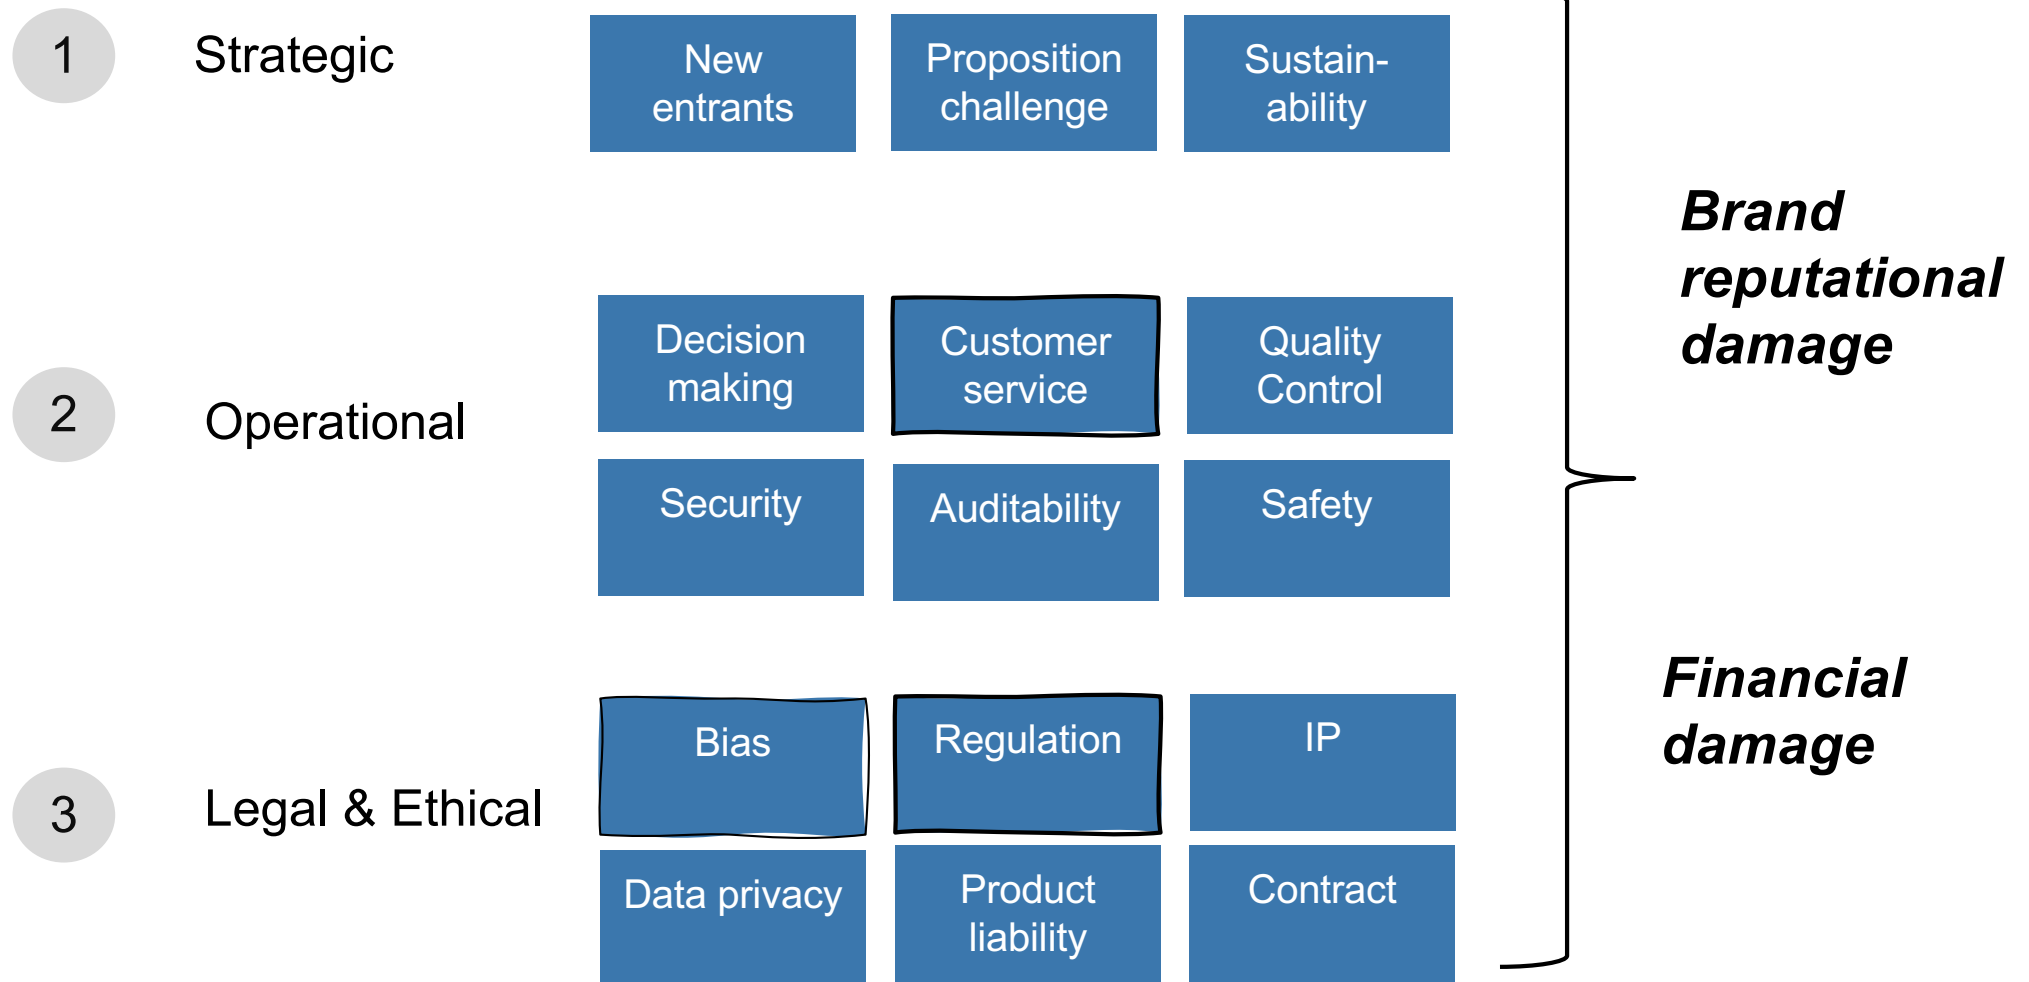 1
Strategic
New
entrants
Proposition
challenge
Sustain-
ability
Brand
reputational
damage
2
Operational
Decision
making
Customer
service
Quality
Control
Security
Auditability
Safety
Financial
damage
3
Legal & Ethical
Bias
Regulation
IP
Data privacy
Product
liability
Contract